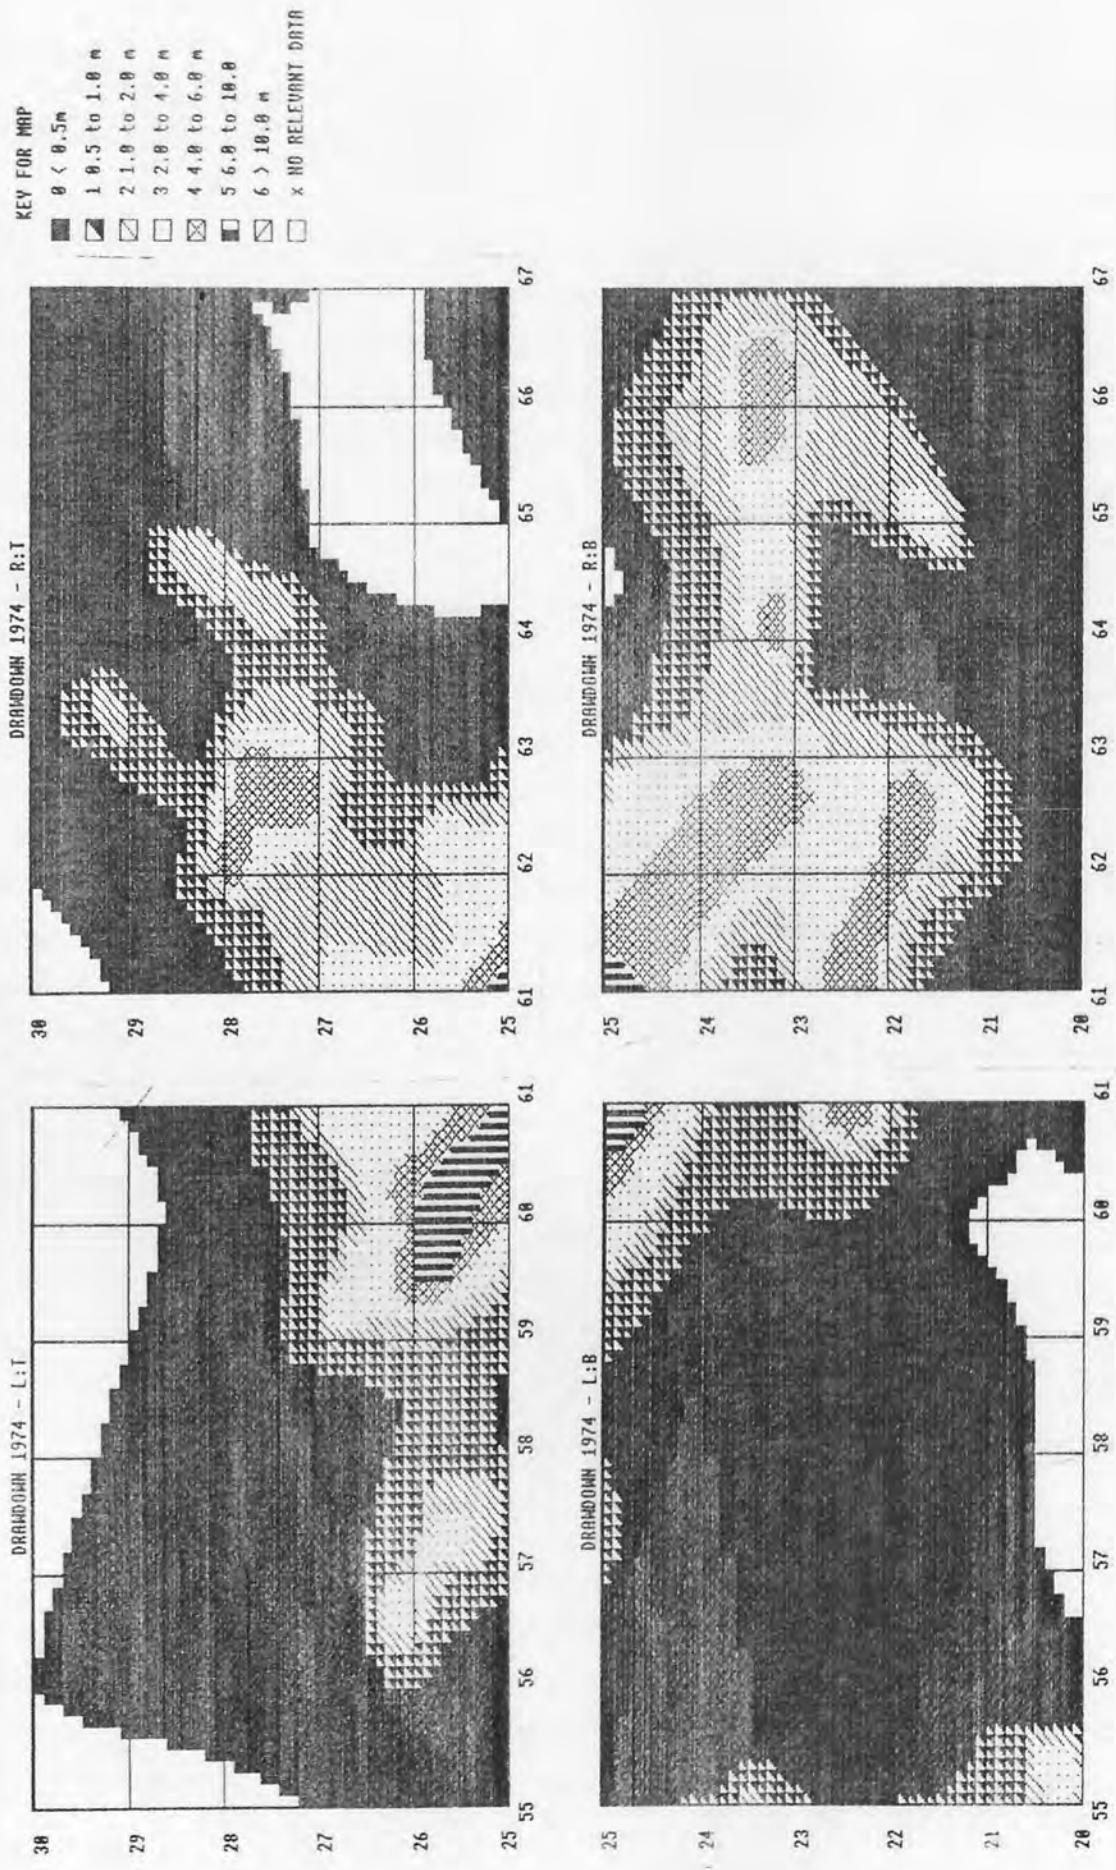 KEY FOR MAP
0 < 0.5m
1 0.5 to 1.0 m
2 1.0 to 2.0 m
3 2.0 to 4.0 m
4 4.0 to 6.0 m
5 6.0 to 10.0
6 > 10.0 m
x NO RELEVANT DATA
DRAWDOWN 1974 - L:T
30
29
28
27
26
25
55 56 57 58 59 60 61
DRAWDOWN 1974 - R:T
30
29
28
27
26
25
61 62 63 64 65 66 67
DRAWDOWN 1974 - L:B
25
24
23
22
21
20
55 56 57 58 59 60 61
DRAWDOWN 1974 - R:B
25
24
23
22
21
20
61 62 63 64 65 66 67